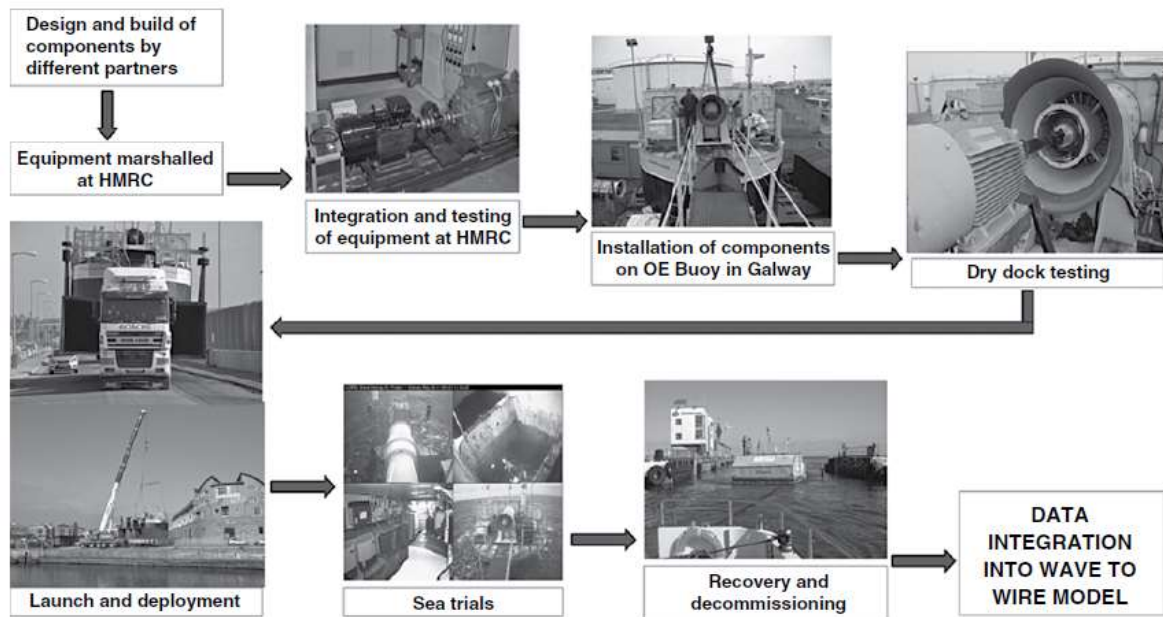 Design and build of
components by
different partners
Equipment marshalled
at HMRC
Integration and testing
of equipment at HMRC
Installation of components
on OE Buoy in Galway
Dry dock testing
Launch and deployment
Sea trials
Recovery and
decommissioning
DATA
INTEGRATION
INTO WAVE TO
WIRE MODEL